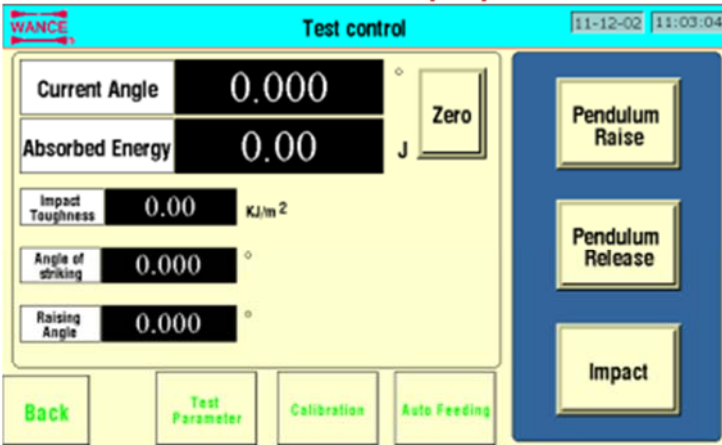 WANCE
Test control
11-12-02 11:03:04
Current Angle 0.000 °
Zero
Absorbed Energy 0.00 J
Impact
Toughness 0.00 KJ/m 2
Angle of
striking 0.000 °
Raising
Angle 0.000 °
Pendulum
Raise
Pendulum
Release
Impact
Back
Test
Parameter
Calibration
Auto Feeding